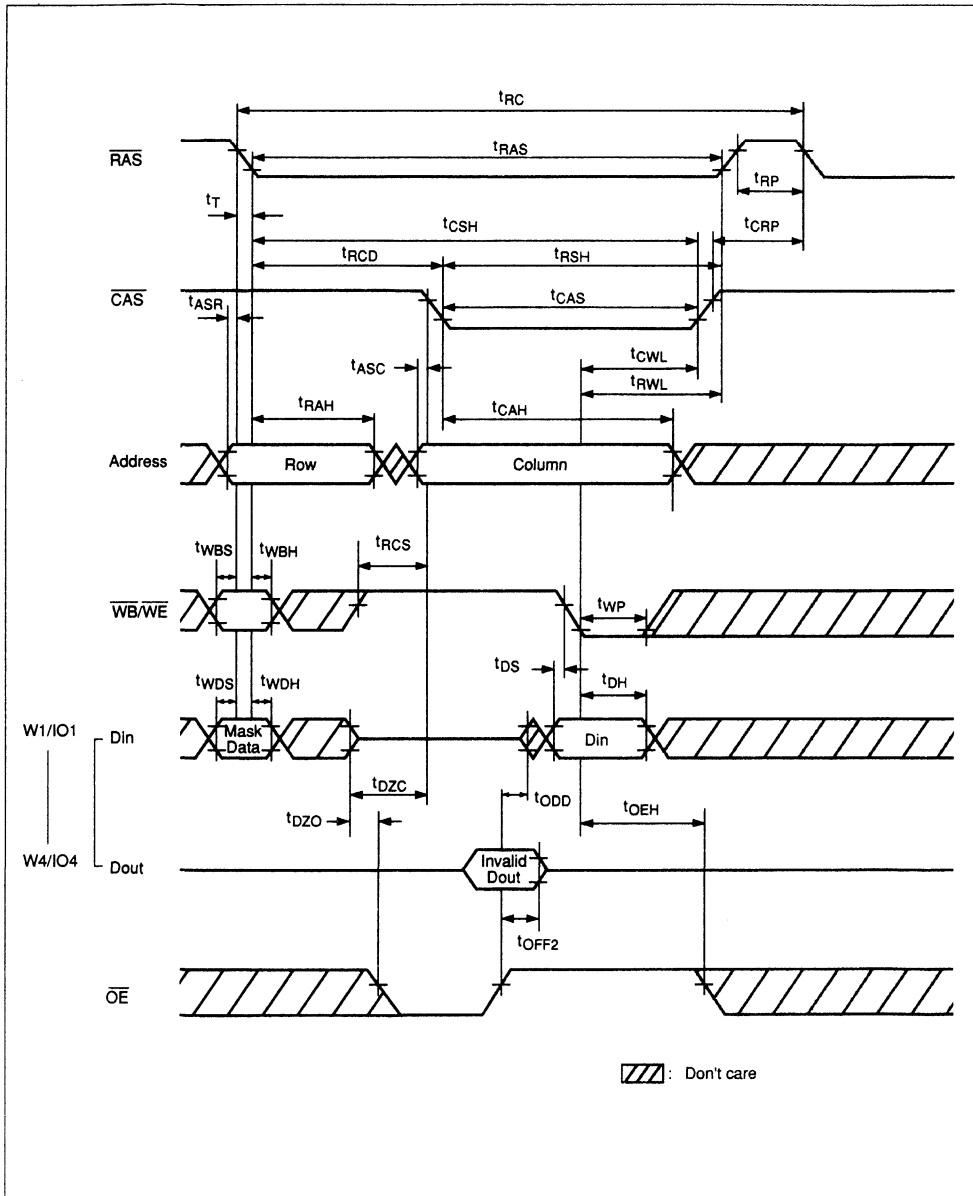 tRC
RAS
tRAS
tRP
tT
tCSH
tCRP
tRCD
tRSH
CAS
tASR
tCAS
tASC
tCWL
tRWL
tRAH
tCAH
Address
Row
Column
tWBS
tWBH
tRCS
WB/WE
tWP
tDS
tWDS
tWDH
tDH
W1/IO1
Din
Mask
Data
Din
tDZC
tODD
tDZO
tOEH
W4/IO4
Dout
Invalid
Dout
tOFF2
OE
: Don't care